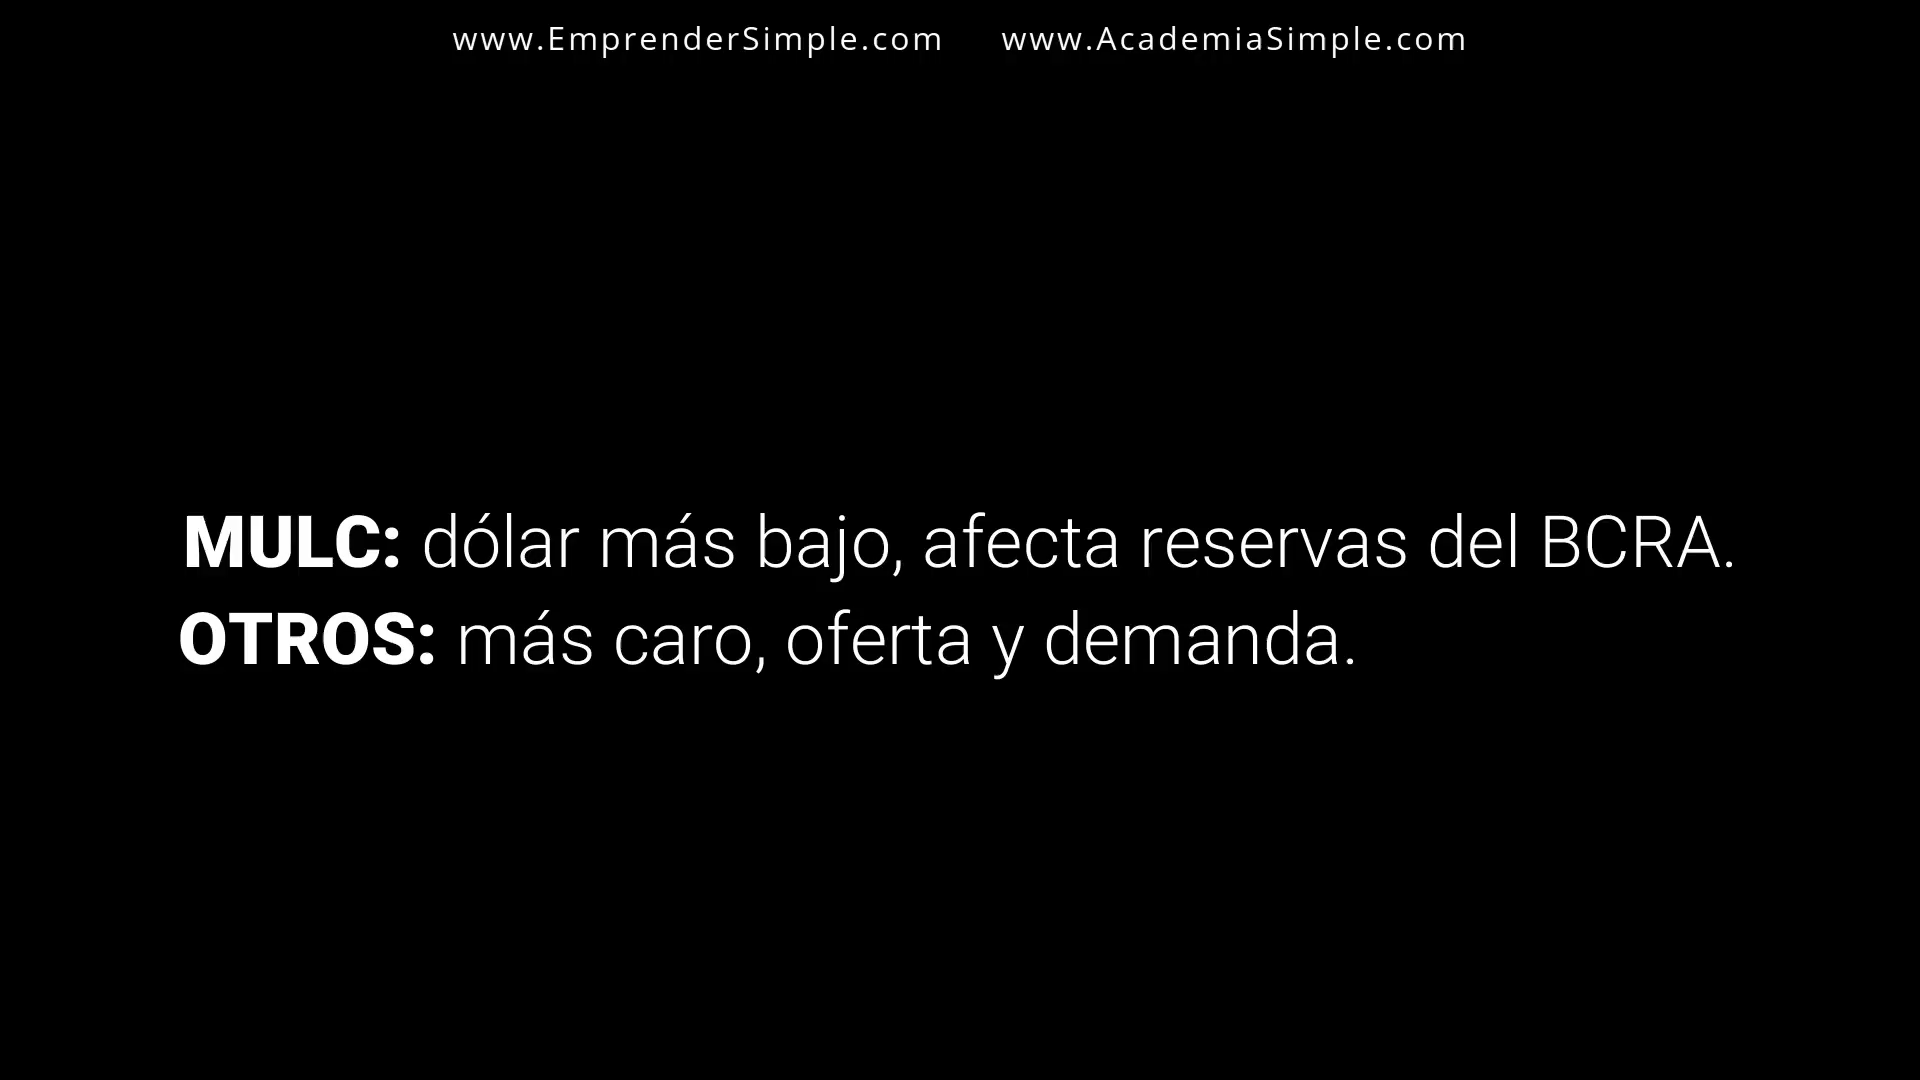 www.EmprenderSimple.com www.AcademiaSimple.com
MULC: dólar más bajo, afecta reservas del BCRA.
OTROS: más caro, oferta y demanda.